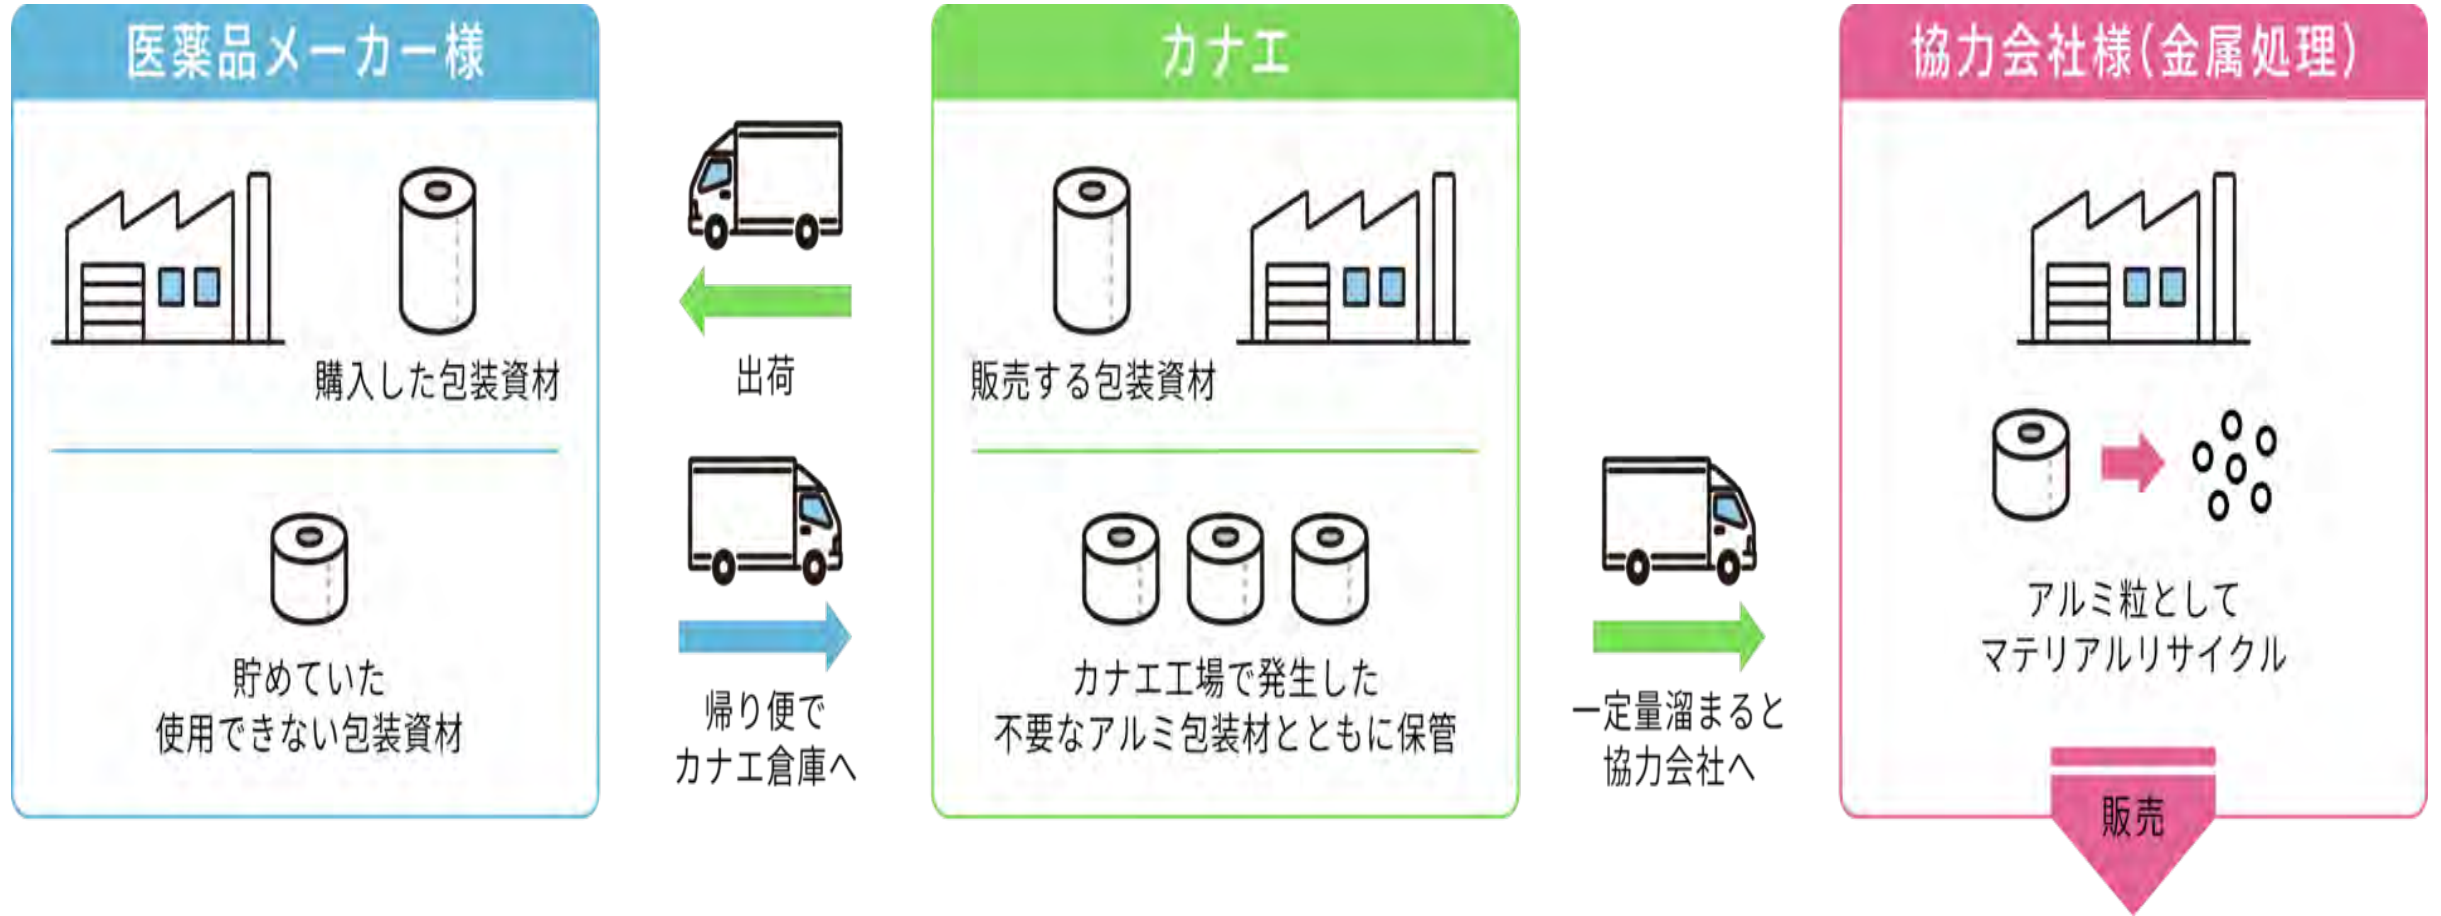 医薬品メーカー様
購入した包装資材
貯めていた
使用できない包装資材
出荷
帰り便で
カナエ倉庫へ
カナエ
販売する包装資材
カナエ工場で発生した
不要なアルミ包装材とともに保管
一定量溜まると
協力会社へ
協力会社様(金属処理)
アルミ粒として
マテリアルリサイクル
販売